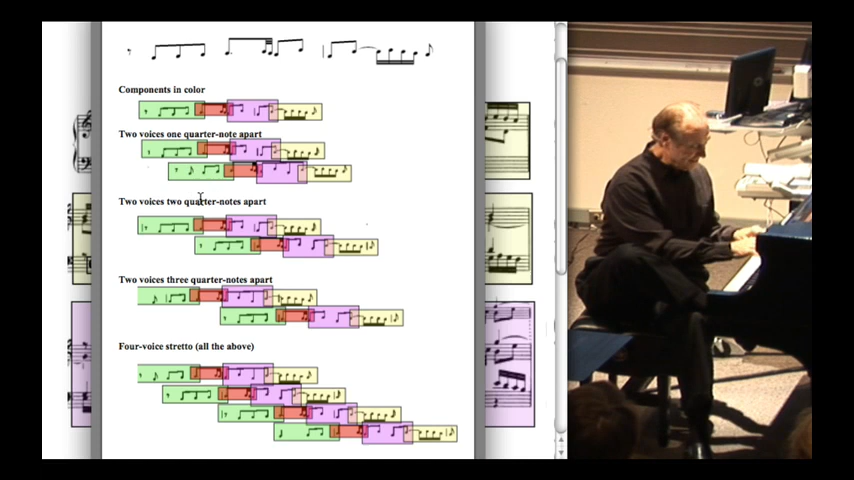 Components in color
Two voices one quarter-note apart
Two voices two quarter-notes apart
Two voices three quarter-notes apart
Four-voice stretto (all the above)